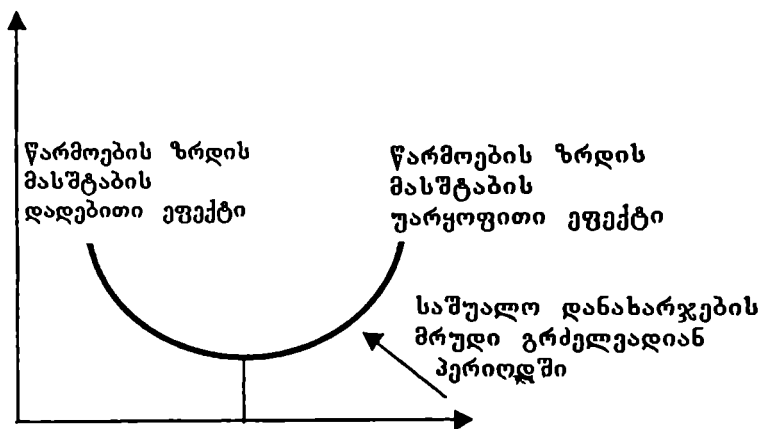 წარმოების ზრდის
მასშტაბის
დადებითი ეფექტი
წარმოების ზრდის
მასშტაბის
უარყოფითი ეფექტი
საშუალო დანახარჯების
მრუდი გრძელვადიან
პერიოდში